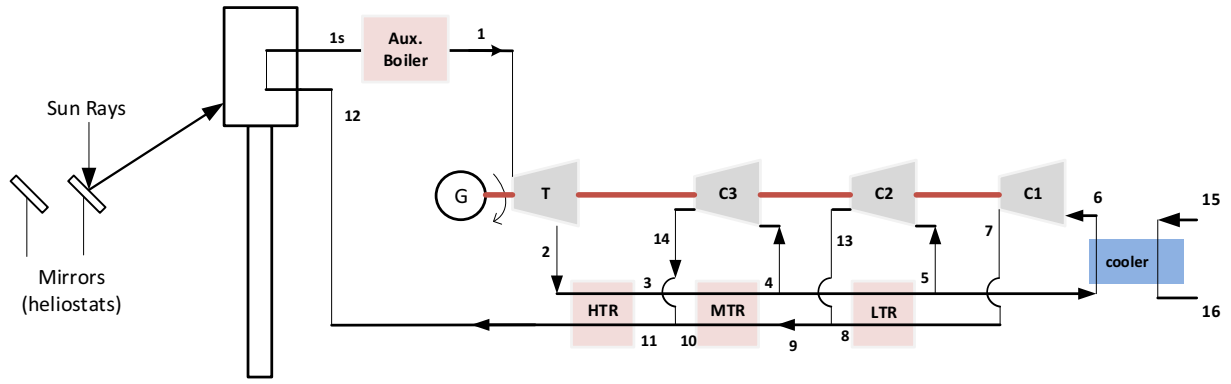 1s
Aux.
Boiler
1
Sun Rays
12
G
T
C3
C2
C1
6
15
2
14
13
7
3
4
5
cooler
Mirrors
(heliostats)
HTR
MTR
LTR
16
11
10
9
8